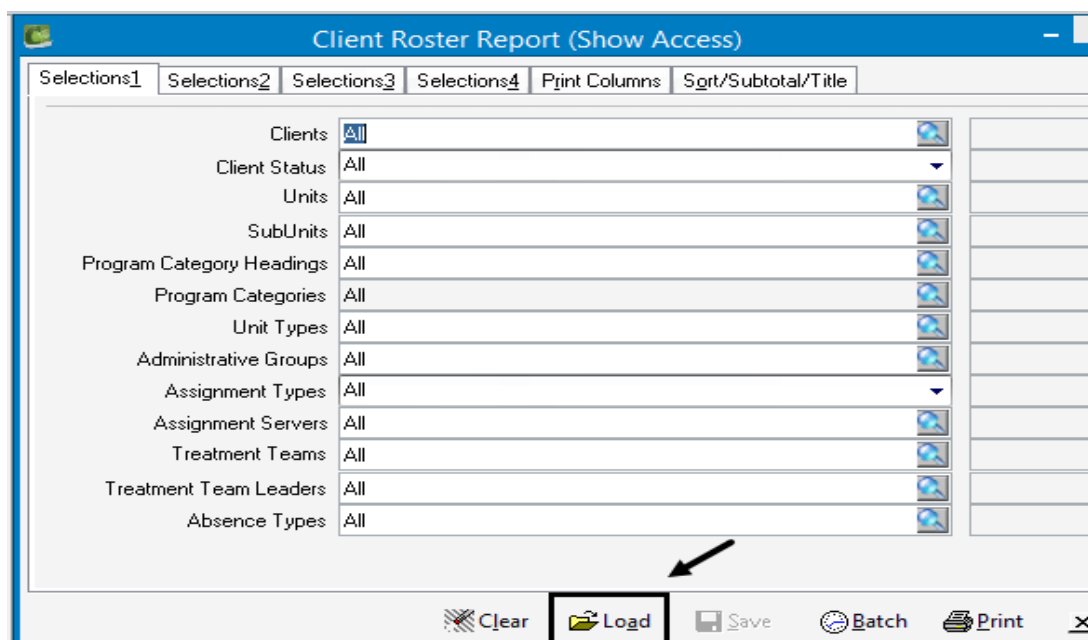 Client Roster Report (Show Access)
Selections1 Selections2 Selections3 Selections4 Print Columns Sort/Subtotal/Title
Clients All
Client Status All
Units All
SubUnits All
Program Category Headings All
Program Categories All
Unit Types All
Administrative Groups All
Assignment Types All
Assignment Servers All
Treatment Teams All
Treatment Team Leaders All
Absence Types All
Clear Load Save Batch Print